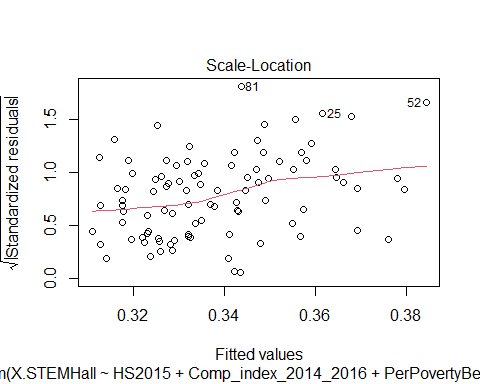 Scale-Location
√|Standardized residuals|
1.5
1.0
0.5
0.0
81
25
52
0.32
0.34
0.36
0.38
Fitted values
m(X.STEMHall ~ HS2015 + Comp_index_2014_2016 + PerPovertyBe